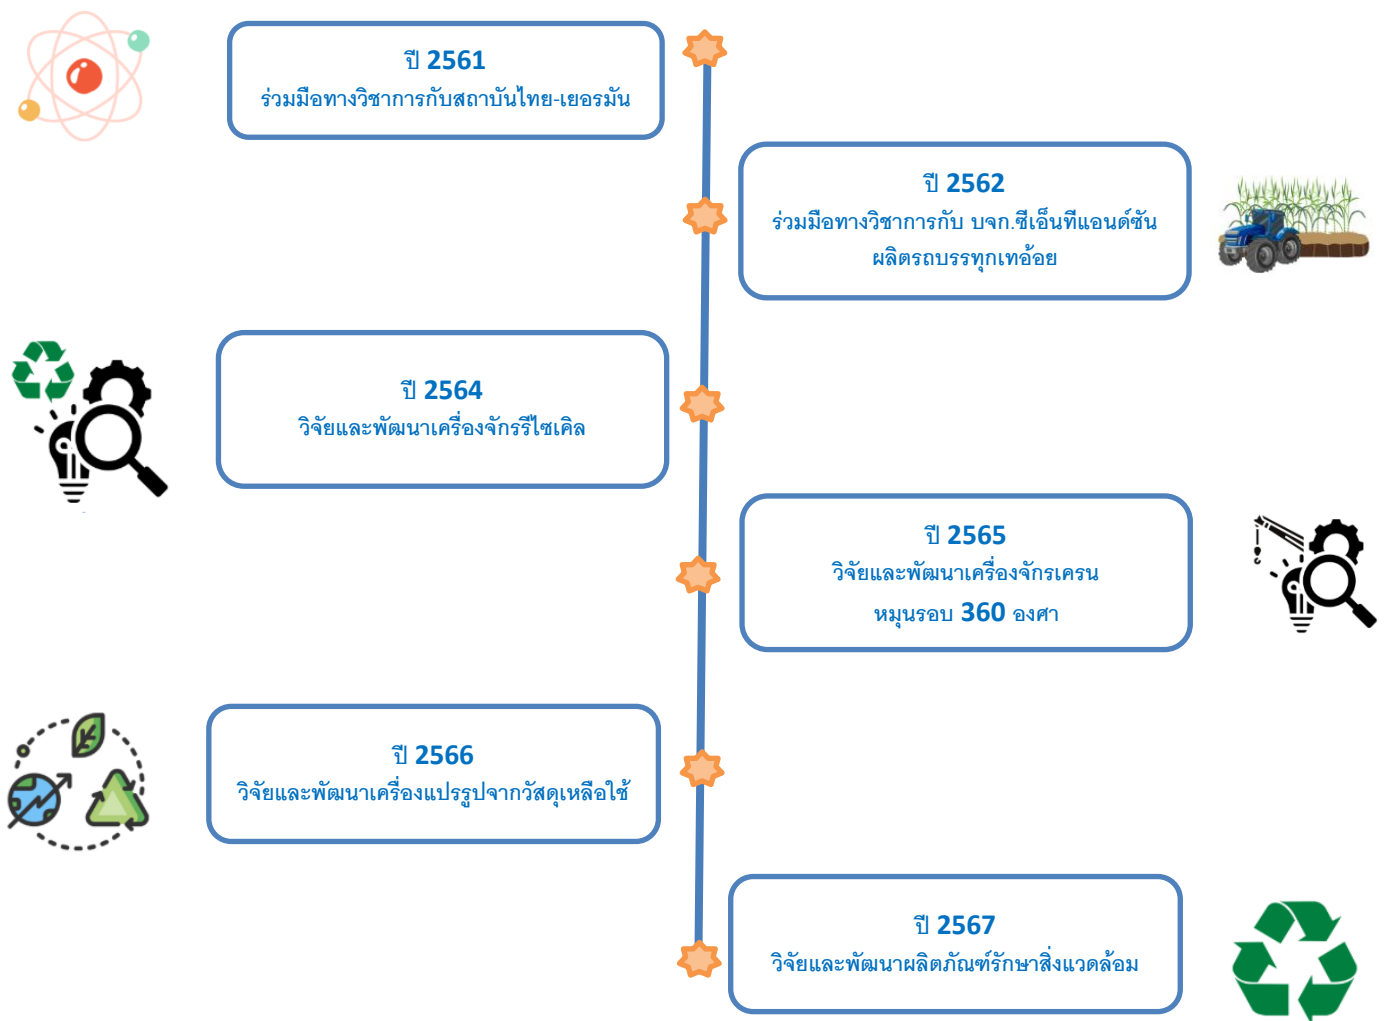 ปี 2561
ร่วมมือทางวิชาการกับสถาบันไทย-เยอรมัน
ปี 2562
ร่วมมือทางวิชาการกับ บจก.ซีเอ็นทีแอนด์ซัน
ผลิตรถบรรทุกเทอ้อย
ปี 2564
วิจัยและพัฒนาเครื่องจักรรีไซเคิล
ปี 2565
วิจัยและพัฒนาเครื่องจักรเครน
หมุนรอบ 360 องศา
ปี 2566
วิจัยและพัฒนาเครื่องแปรรูปจากวัสดุเหลือใช้
ปี 2567
วิจัยและพัฒนาผลิตภัณฑ์รักษาสิ่งแวดล้อม